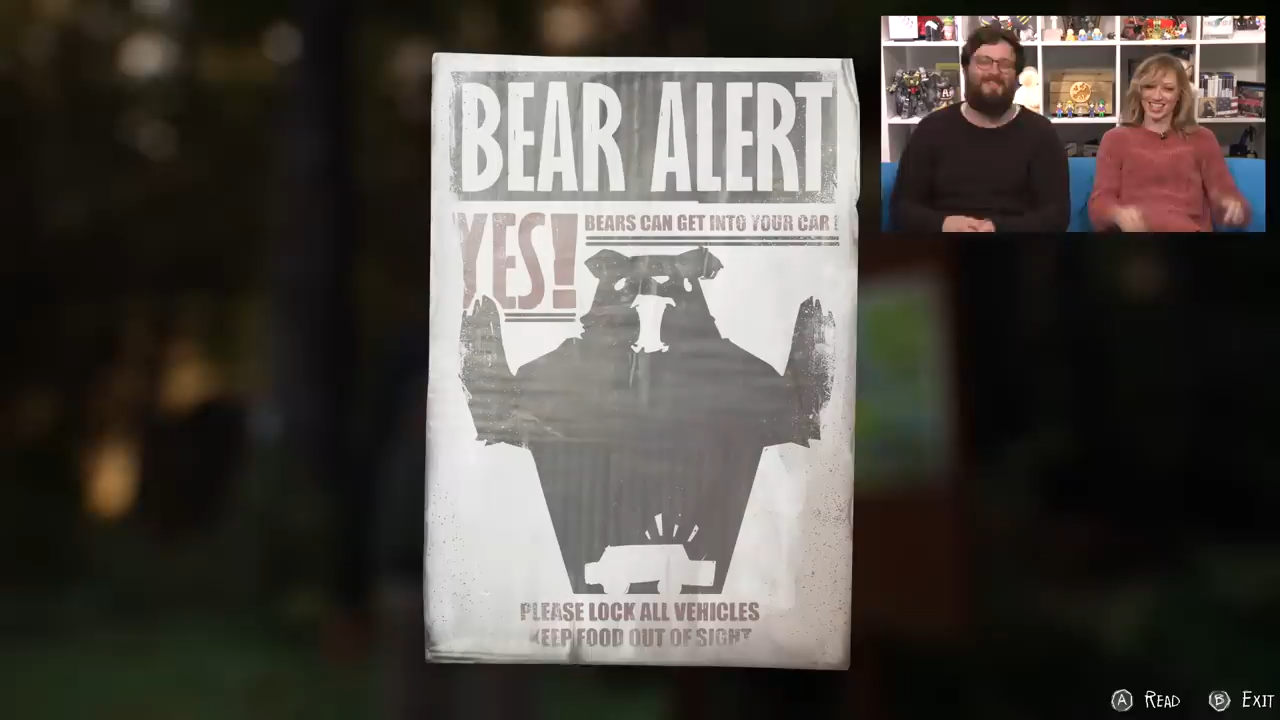 BEAR ALERT
YES!
BEARS CAN GET INTO YOUR CAR!
PLEASE LOCK ALL VEHICLES
KEEP FOOD OUT OF SIGHT
A READ B EXIT